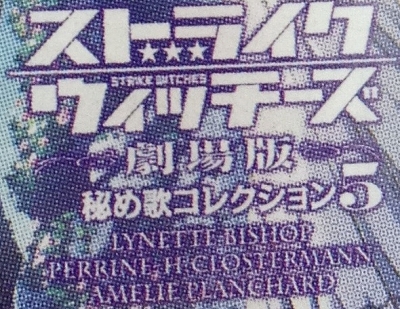 ストライク
★★★
STRIKE WITCHES
ウィッチーズ
劇場版
秘め歌コレクション5
LYNETTE BISHOP
PERRINE・H・CLOSTERMANN
AMELIE PLANCHARD